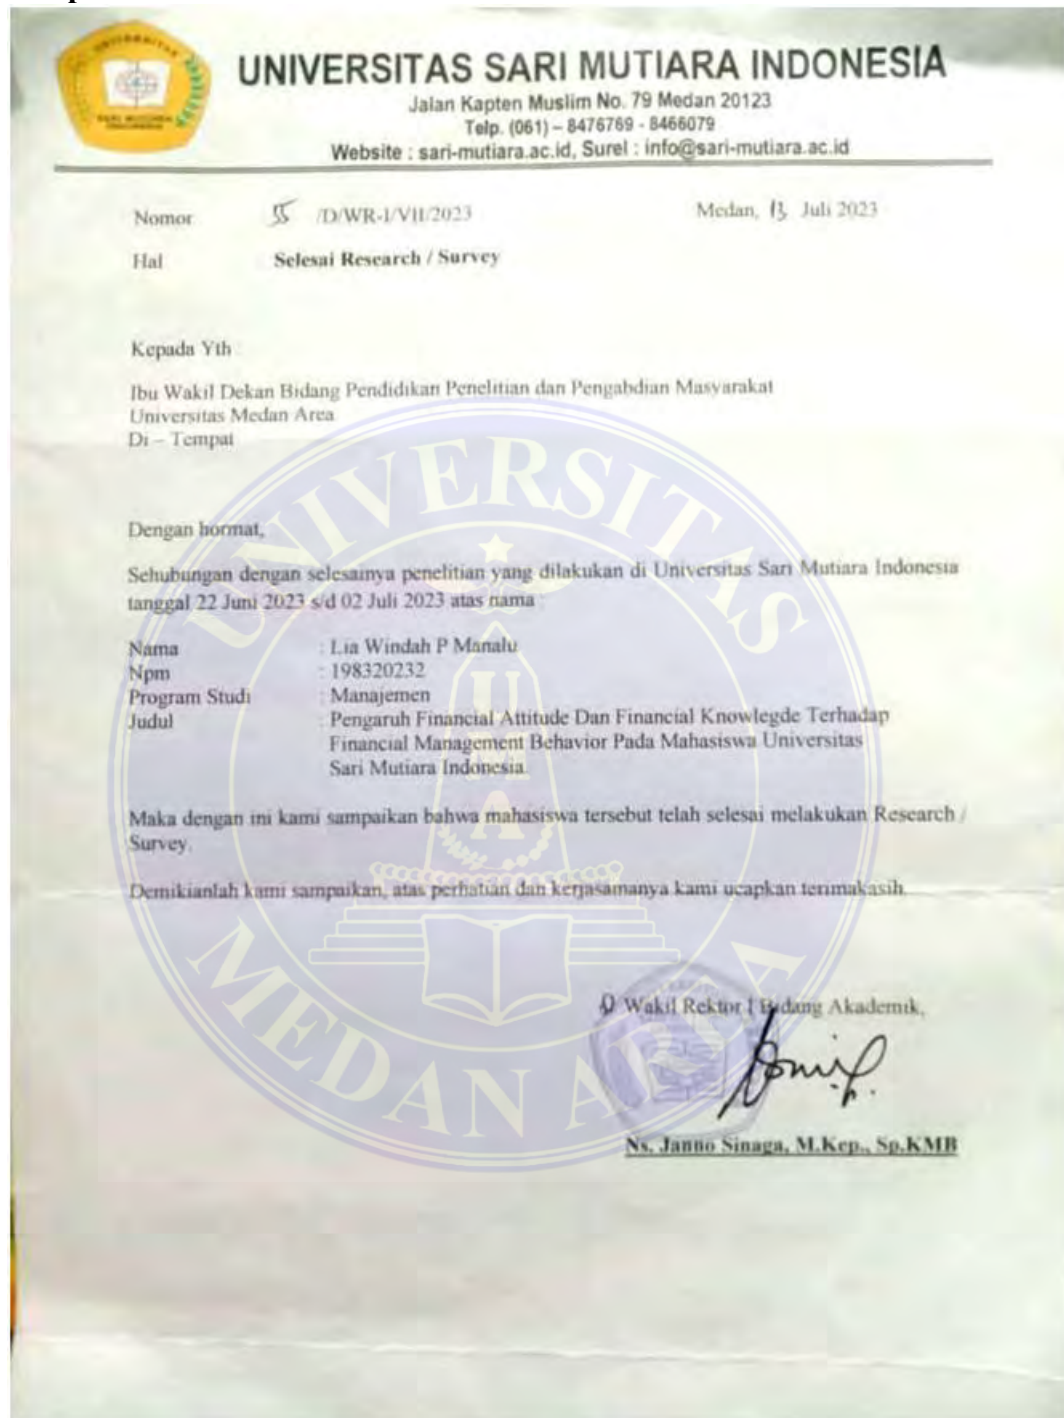 UNIVERSITAS SARI MUTIARA INDONESIA
Jalan Kapten Muslim No. 79 Medan 20123
Telp. (061) – 8476769 - 8466079
Website : sari-mutiara.ac.id, Surel : info@sari-mutiara.ac.id
Nomor 55 /D/WR-I/VII/2023 Medan, 13 Juli 2023
Hal Selesai Research / Survey
Kepada Yth :
Ibu Wakil Dekan Bidang Pendidikan Penelitian dan Pengabdian Masyarakat
Universitas Medan Area
Di – Tempat
Dengan hormat,
Sehubungan dengan selesainya penelitian yang dilakukan di Universitas Sari Mutiara Indonesia
tanggal 22 Juni 2023 s/d 02 Juli 2023 atas nama :
Nama : Lia Windah P Manalu
Npm : 198320232
Program Studi : Manajemen
Judul : Pengaruh Financial Attitude Dan Financial Knowlegde Terhadap
Financial Management Behavior Pada Mahasiswa Universitas
Sari Mutiara Indonesia.
Maka dengan ini kami sampaikan bahwa mahasiswa tersebut telah selesai melakukan Research /
Survey.
Demikianlah kami sampaikan, atas perhatian dan kerjasamanya kami ucapkan terimakasih.
Wakil Rektor I Bidang Akademik,
Ns. Janno Sinaga, M.Kep., Sp.KMB
UNIVERSITAS
UMA
MEDAN AREA